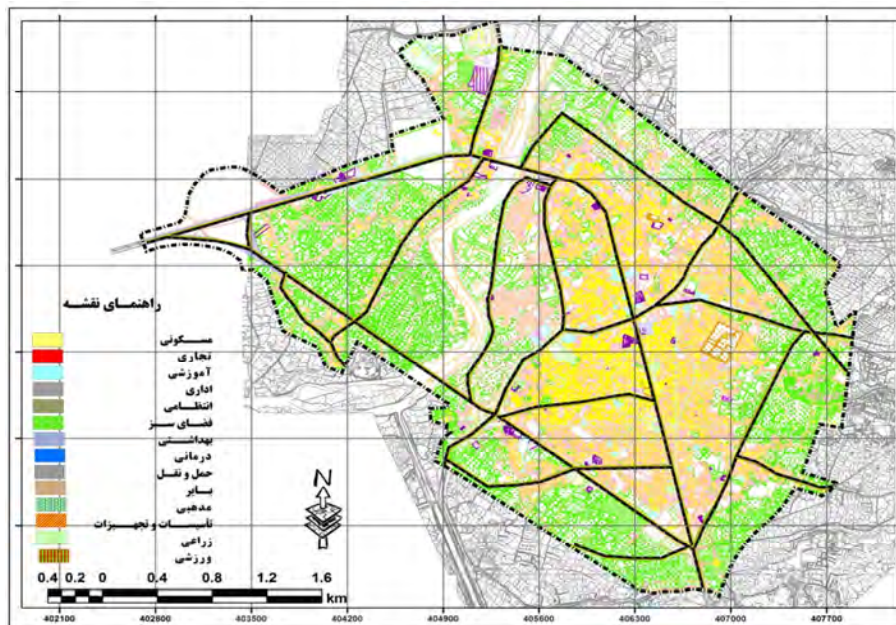 راهنمای نقشه
مسکونی
تجاری
آموزشی
اداری
انتظامی
فضای سبز
بهداشتی
درمانی
حمل و نقل
بایر
مذهبی
تأسیسات و تجهیزات
زراعی
ورزشی
N
0.4 0.2 0 0.4 0.8 1.2 1.6
km
402100 402800 403500 404200 404900 405600 406300 407000 407700